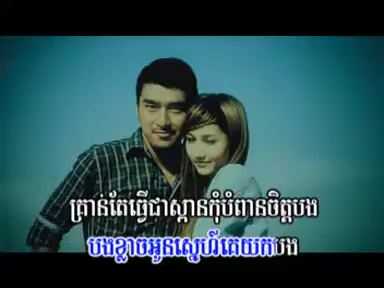 គ្រាន់តែធ្វើជាស្ពានកុំបំពានចិត្តបង
បងខ្លាចអូនស្នេហ៍គេយកបង